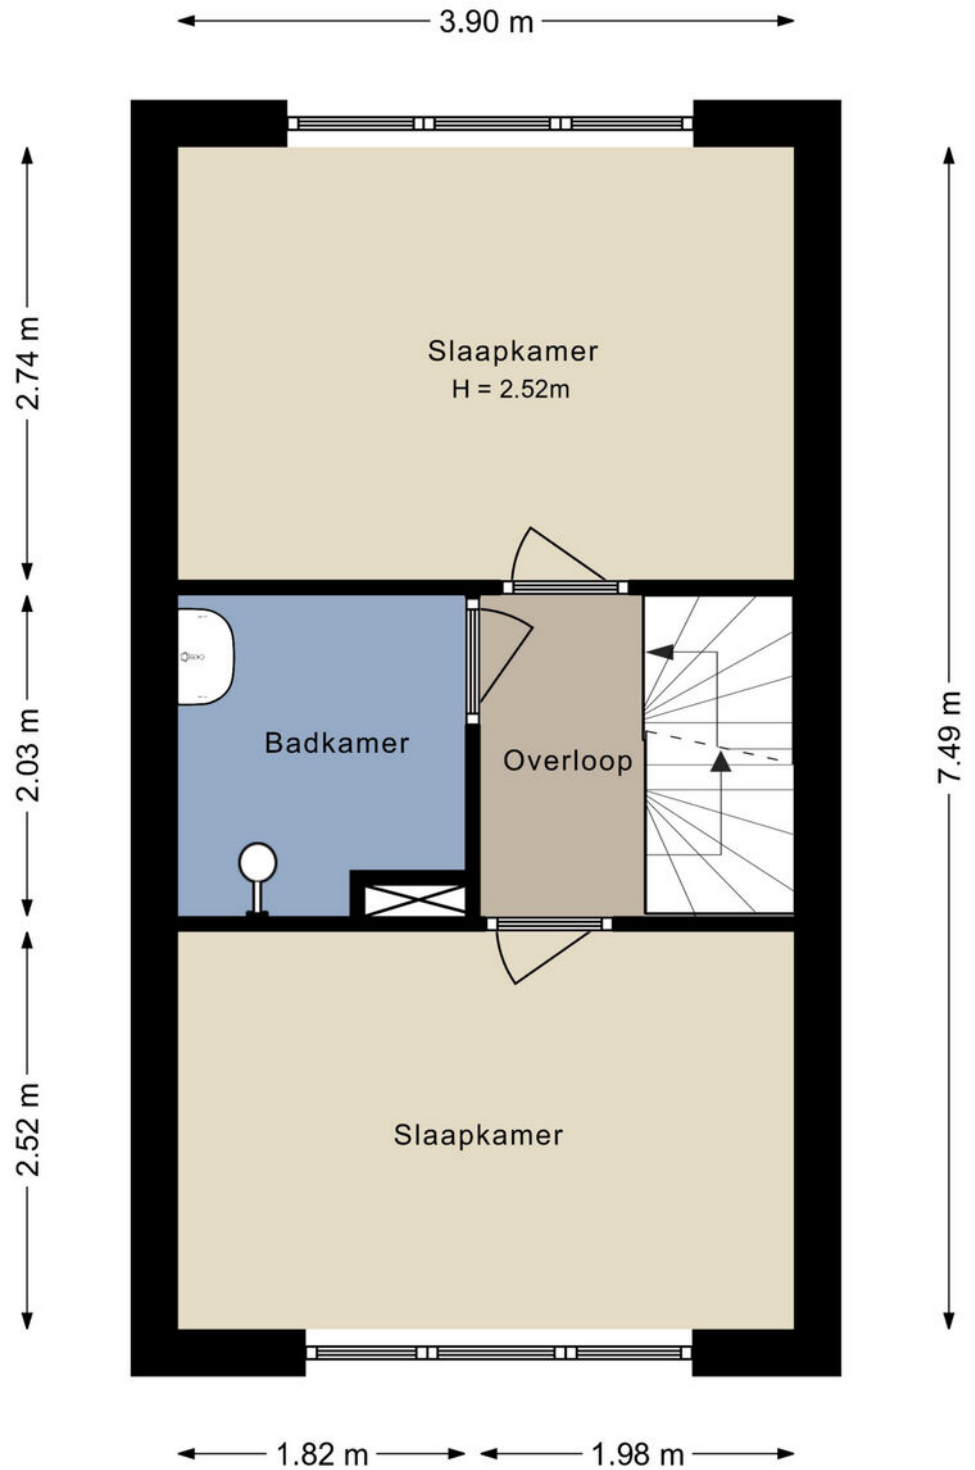 3.90 m
2.74 m
Slaapkamer
H = 2.52m
7.49 m
2.03 m
Badkamer
Overloop
2.52 m
Slaapkamer
1.82 m
1.98 m